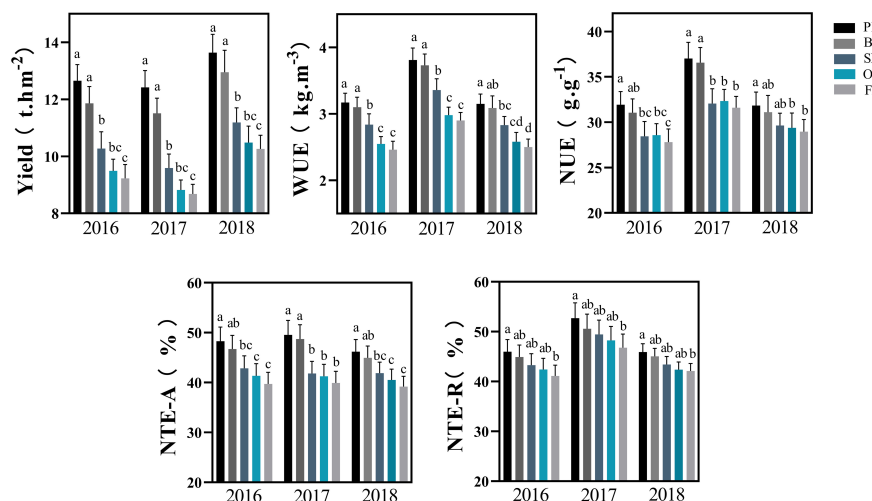 Yield ( t.hm-2)
14
12
10
8
a
a
b
bc
c
a
a
b
bc
c
a
a
b
bc
c
2016
2017
2018
WUE ( kg.m-3)
4
3
2
a
a
b
c
c
a
a
b
c
c
a
ab
bc
cd
d
2016
2017
2018
NUE ( g.g-1)
40
35
30
25
20
a
ab
bc
bc
c
a
a
b
b
b
a
ab
ab
b
b
2016
2017
2018
P
B
O
F
NTE-A ( % )
60
50
40
30
20
a
ab
bc
c
c
a
a
b
b
b
a
ab
bc
c
c
2016
2017
2018
NTE-R ( % )
60
50
40
30
20
a
ab
ab
ab
b
a
ab
ab
ab
b
a
ab
ab
ab
b
2016
2017
2018